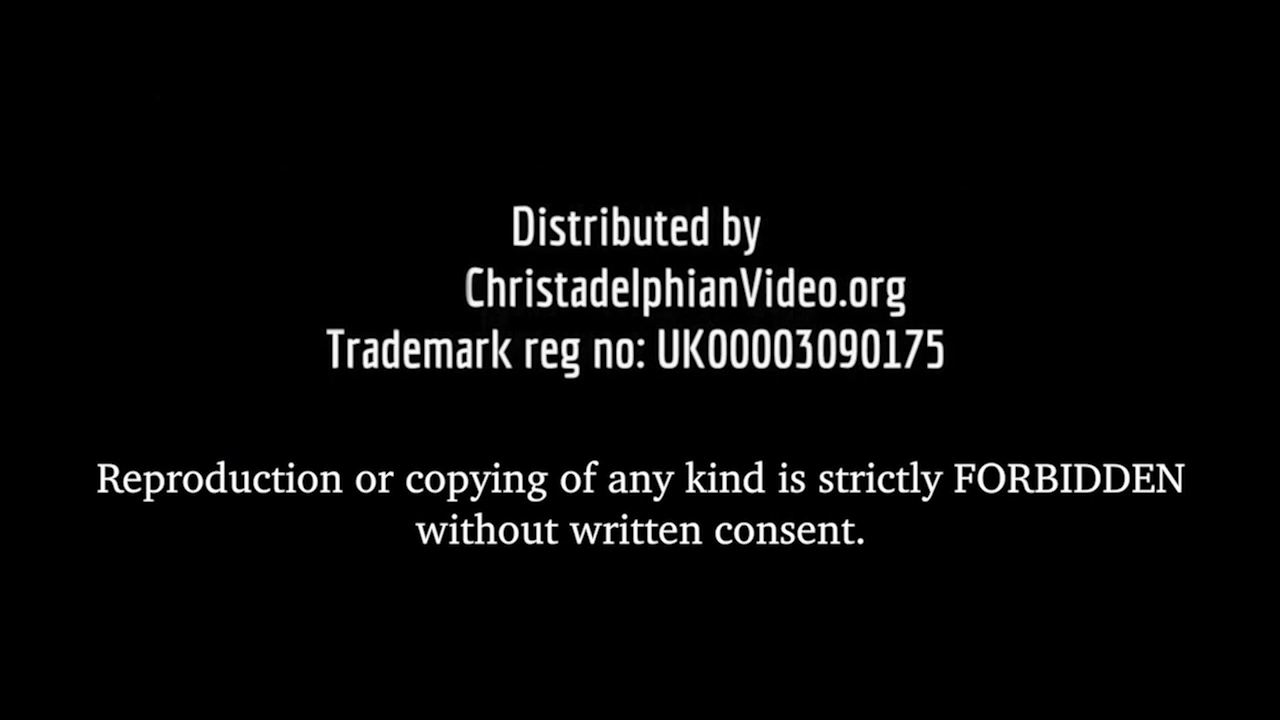 Distributed by
ChristadelphianVideo.org
Trademark reg no: UK00003090175
Reproduction or copying of any kind is strictly FORBIDDEN
without written consent.